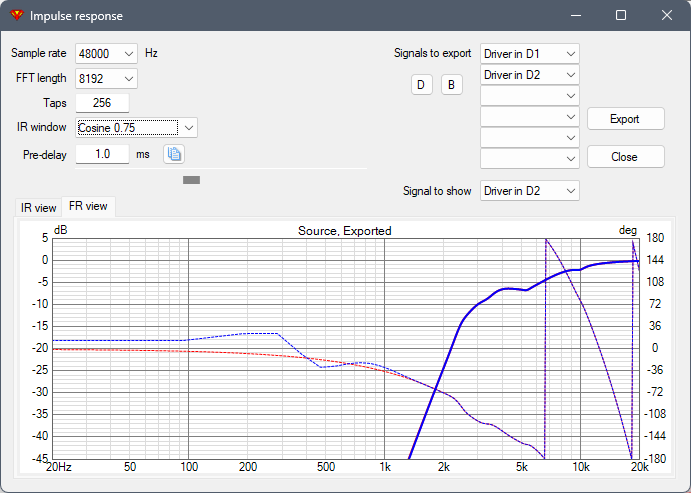 Impulse response
Sample rate 48000 Hz
FFT length 8192
Taps 256
IR window Cosine 0.75
Pre-delay 1.0 ms
Signals to export Driver in D1
Driver in D2
D B
Export
Close
Signal to show Driver in D2
IR view FR view
dB Source, Exported deg
5 180
0 144
-5 108
-10 72
-15 36
-20 0
-25 -36
-30 -72
-35 -108
-40 -144
-45 -180
20Hz 50 100 200 500 1k 2k 5k 10k 20k